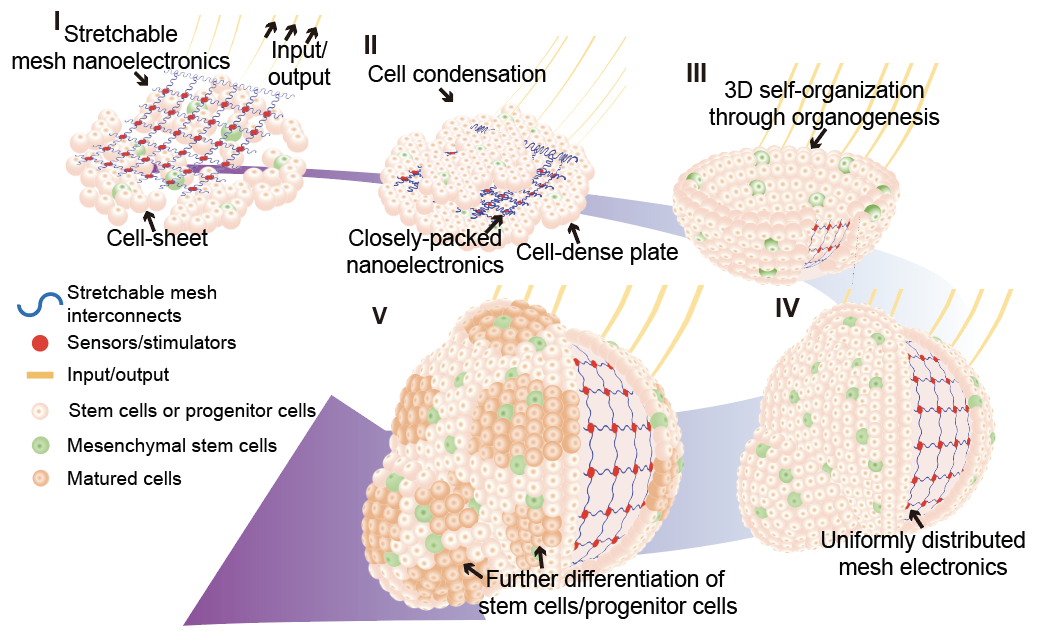 I
Stretchable
mesh nanoelectronics
Input/
output
Cell-sheet
II
Cell condensation
Closely-packed
nanoelectronics
Cell-dense plate
III
3D self-organization
through organogenesis
Stretchable mesh
interconnects
Sensors/stimulators
Input/output
Stem cells or progenitor cells
Mesenchymal stem cells
Matured cells
IV
Uniformly distributed
mesh electronics
V
Further differentiation of
stem cells/progenitor cells